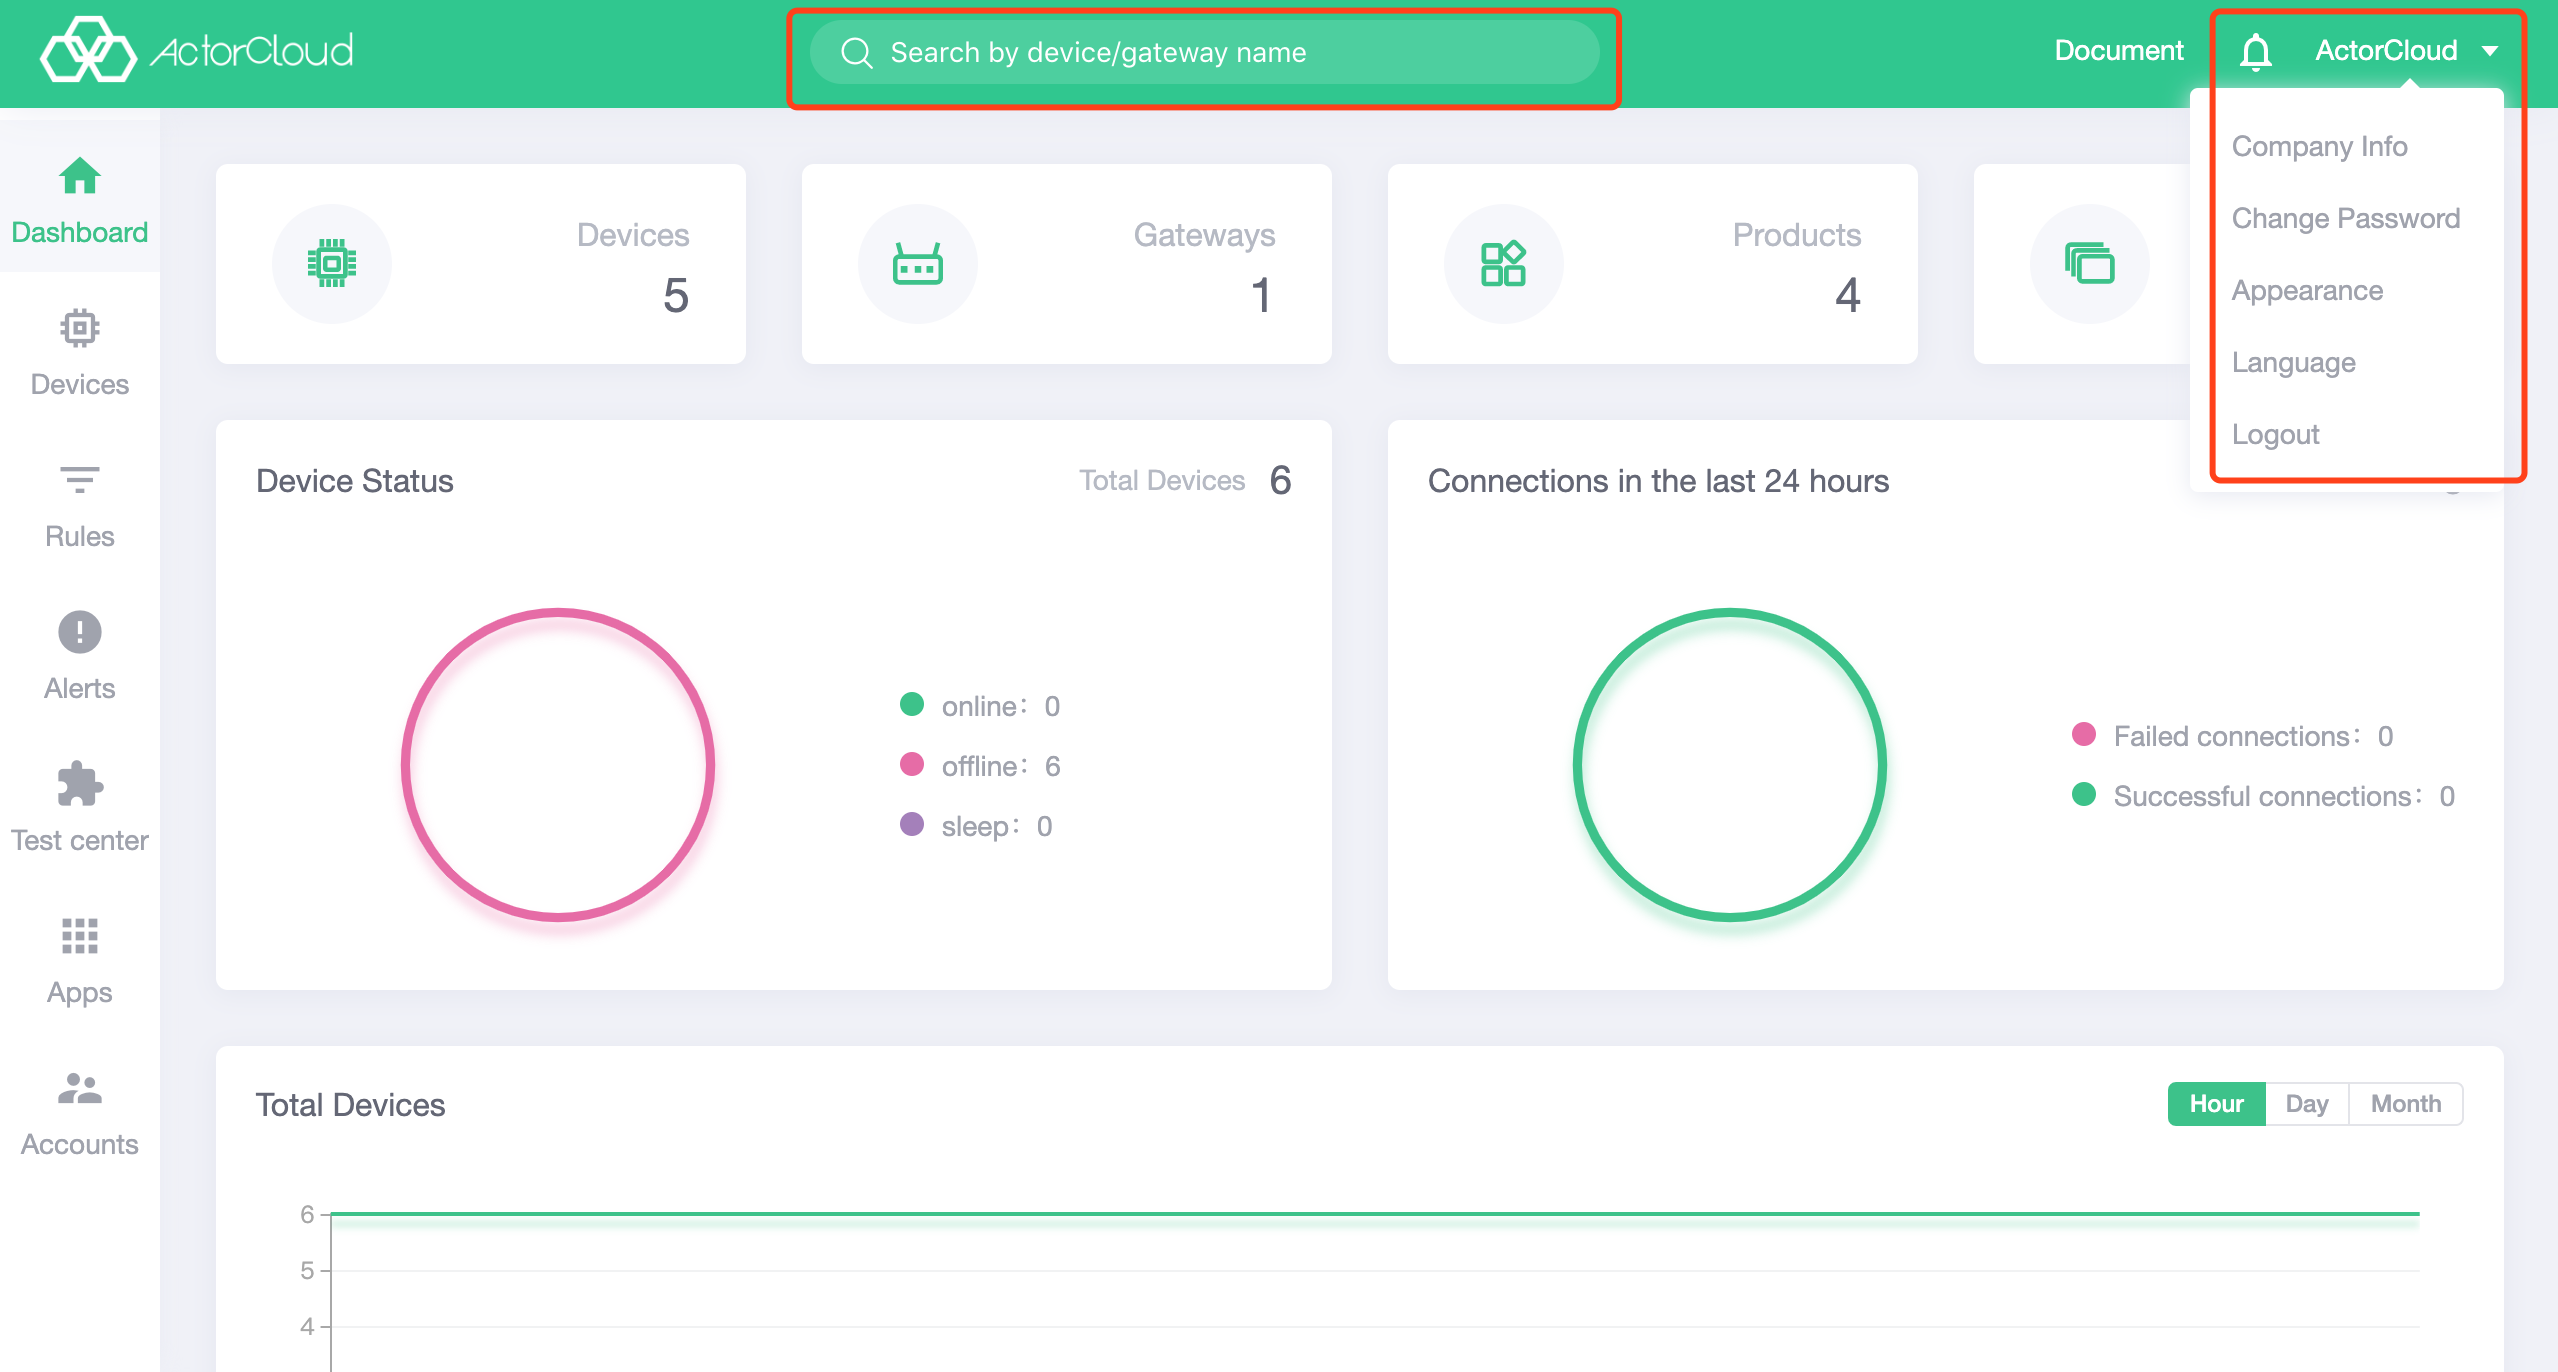 ActorCloud
Search by device/gateway name
Document
ActorCloud
Company Info
Change Password
Appearance
Language
Logout
Dashboard
Devices
Rules
Alerts
Test center
Apps
Accounts
Devices
5
Gateways
1
Products
4
Device Status
Total Devices 6
online： 0
offline： 6
sleep： 0
Connections in the last 24 hours
Failed connections： 0
Successful connections： 0
Total Devices
Hour Day Month
6
5
4